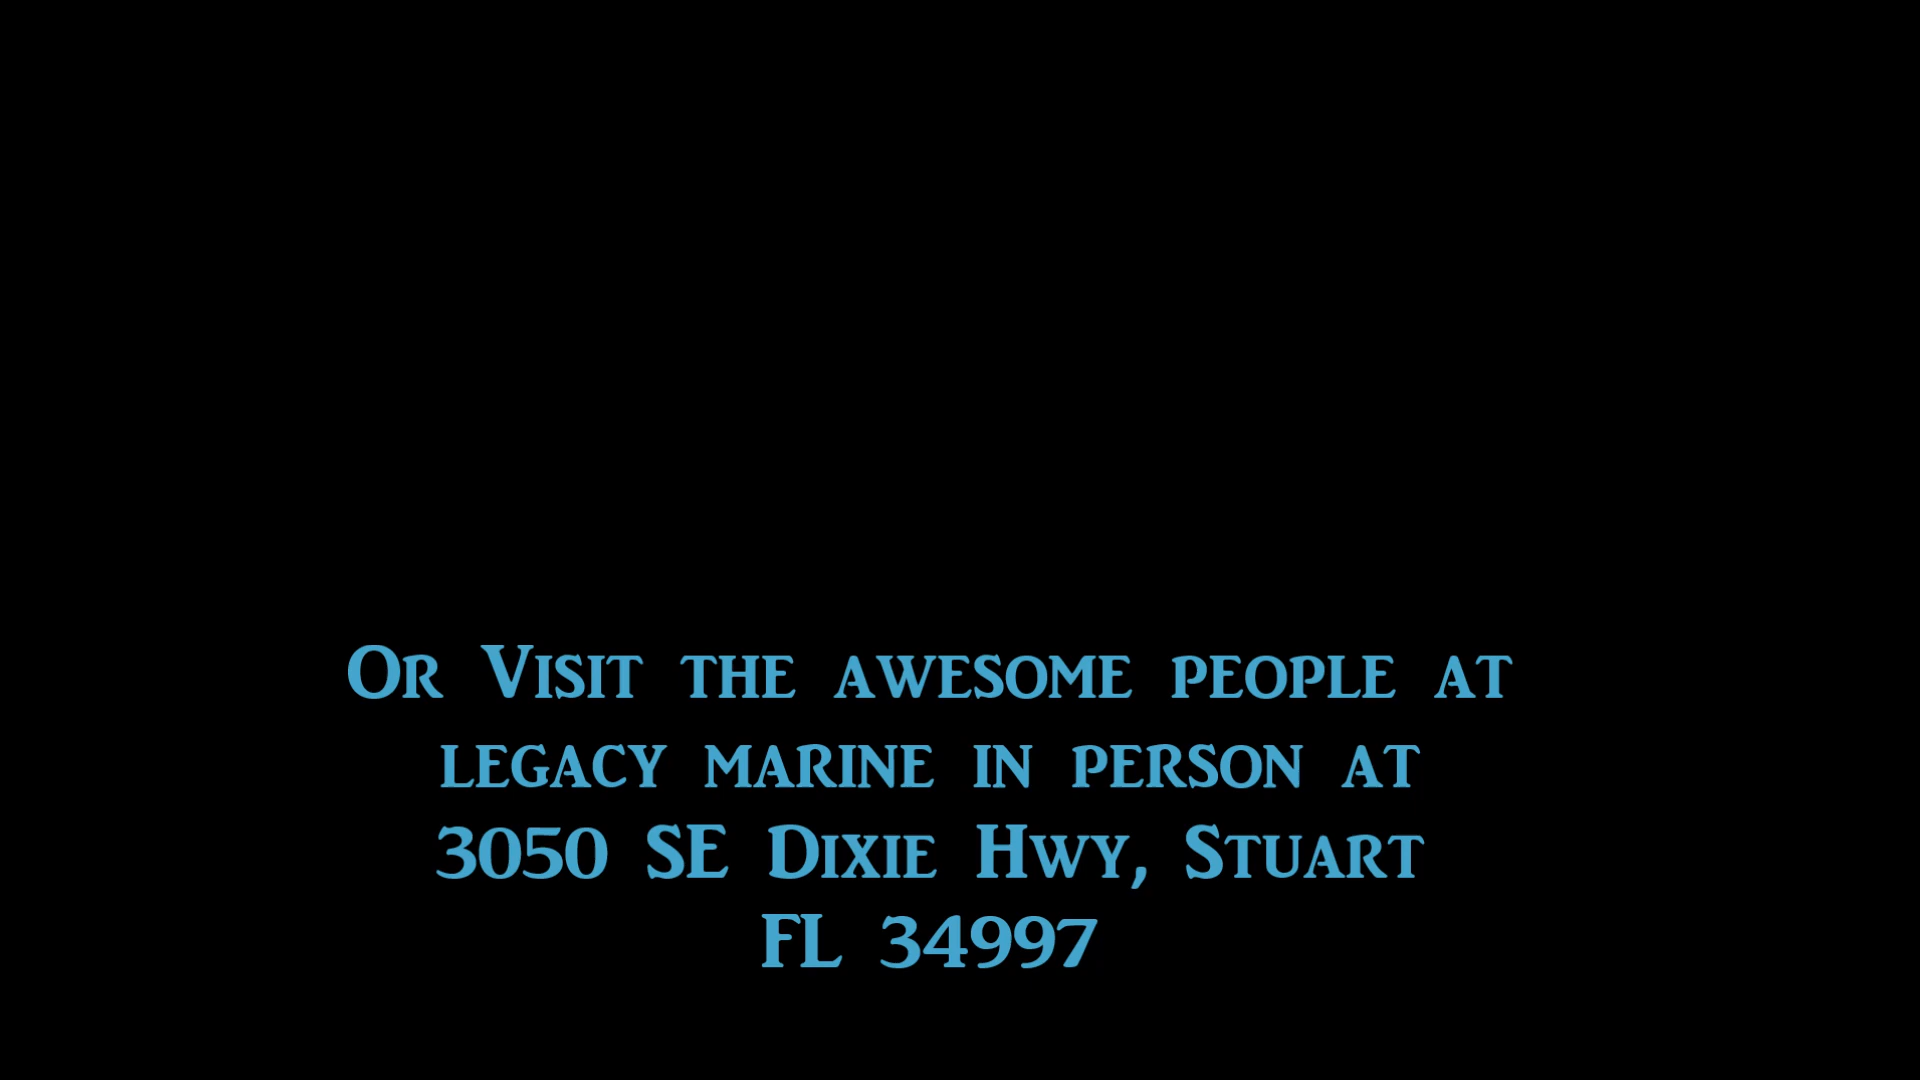 Or Visit the awesome people at
legacy marine in person at
3050 SE Dixie Hwy, Stuart
FL 34997